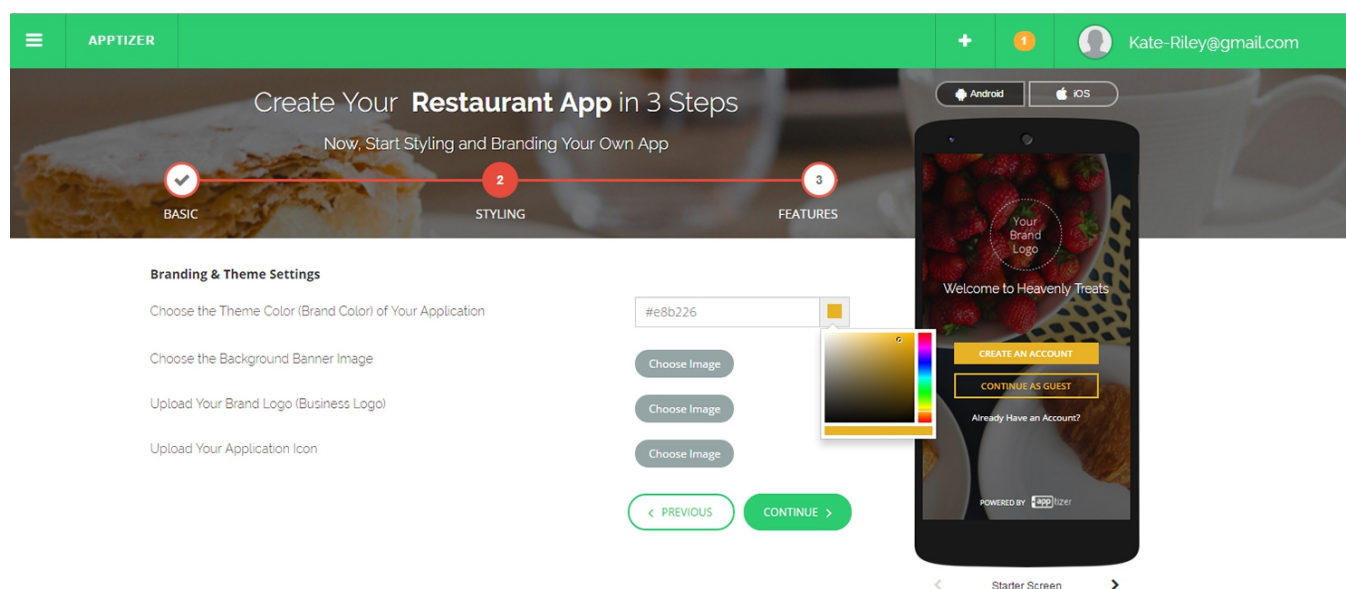 APPTIZER
1
Kate-Riley@gmail.com
Create Your Restaurant App in 3 Steps
Now, Start Styling and Branding Your Own App
2
3
BASIC
STYLING
FEATURES
Android
iOS
Branding & Theme Settings
Choose the Theme Color (Brand Color) of Your Application
#e8b226
Choose the Background Banner Image
Choose Image
Upload Your Brand Logo (Business Logo)
Choose Image
Upload Your Application Icon
Choose Image
PREVIOUS
CONTINUE
Your
Brand
Logo
Welcome to Heavenly Treats
CREATE AN ACCOUNT
CONTINUE AS GUEST
Already Have an Account?
POWERED BY apptizer
Starter Screen